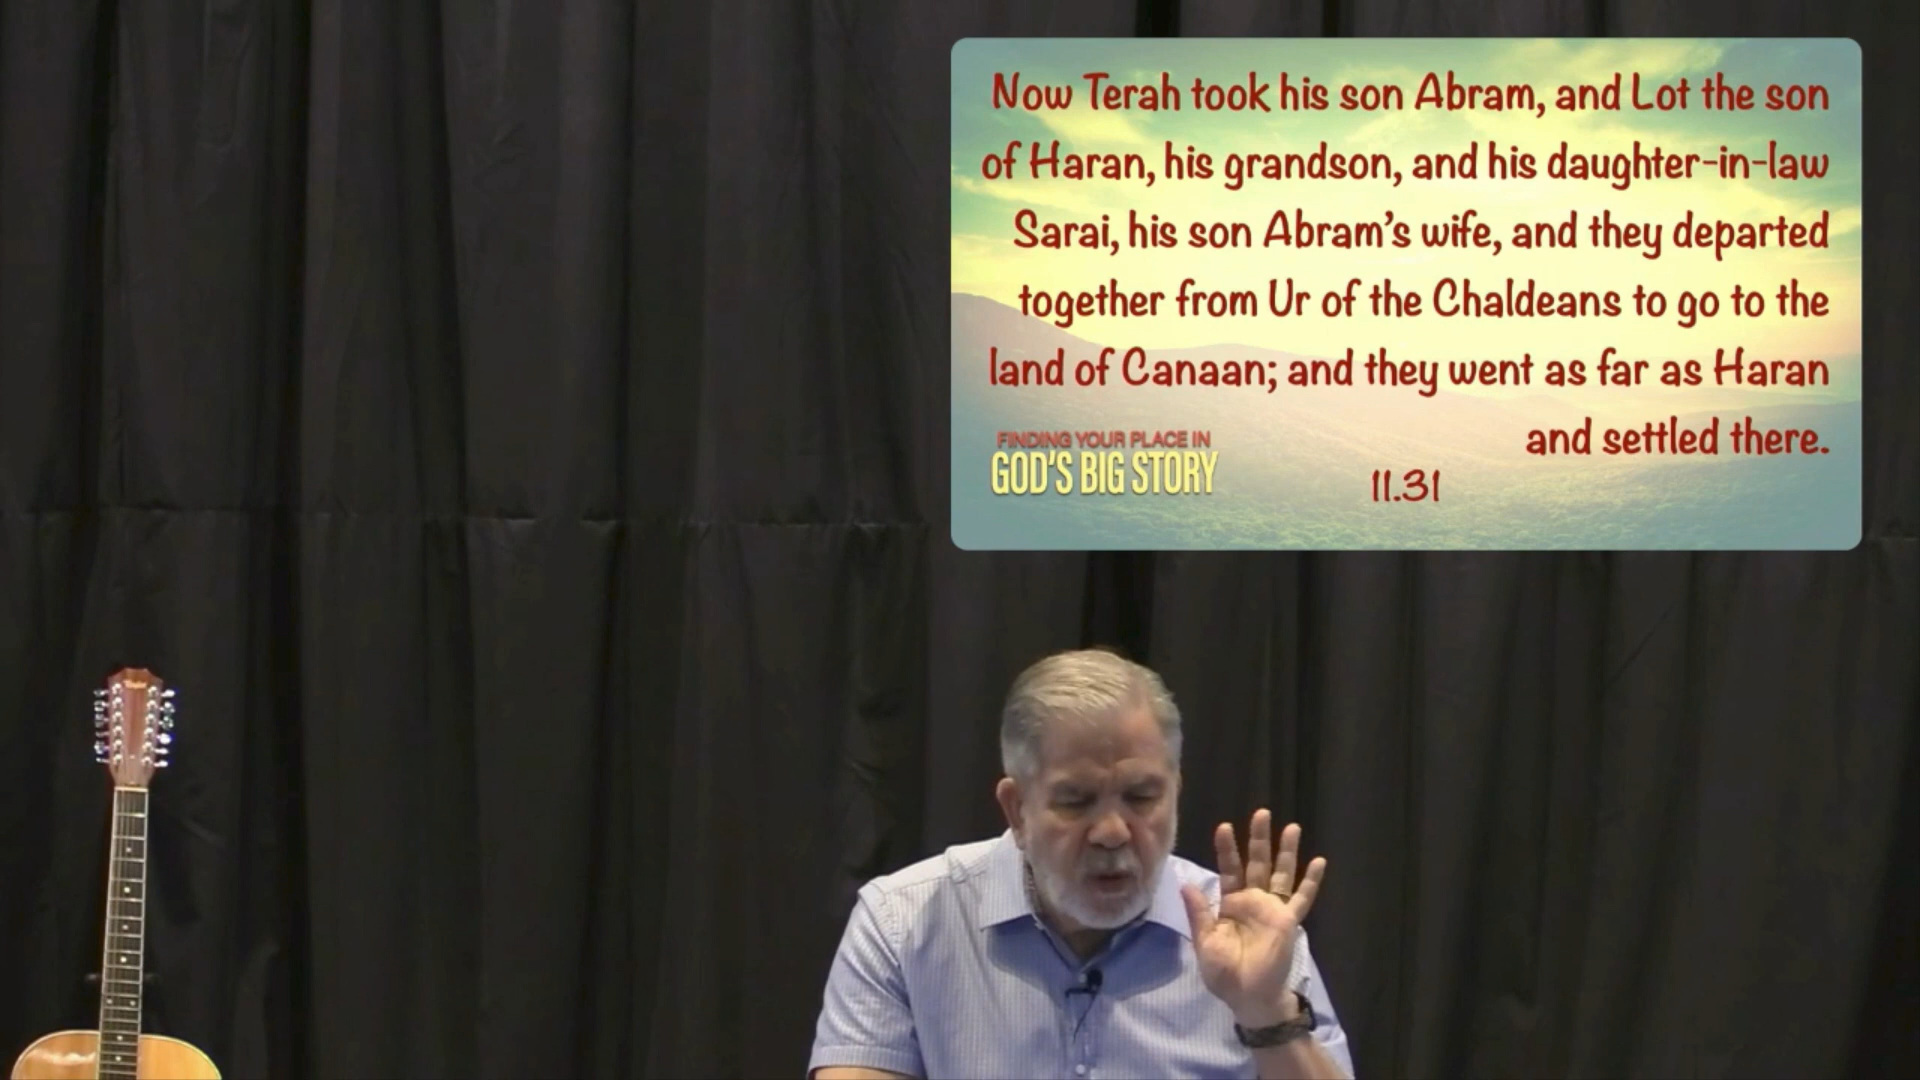 Now Terah took his son Abram, and Lot the son
of Haran, his grandson, and his daughter-in-law
Sarai, his son Abram's wife, and they departed
together from Ur of the Chaldeans to go to the
land of Canaan; and they went as far as Haran
and settled there.
11.31
FINDING YOUR PLACE IN
GOD'S BIG STORY